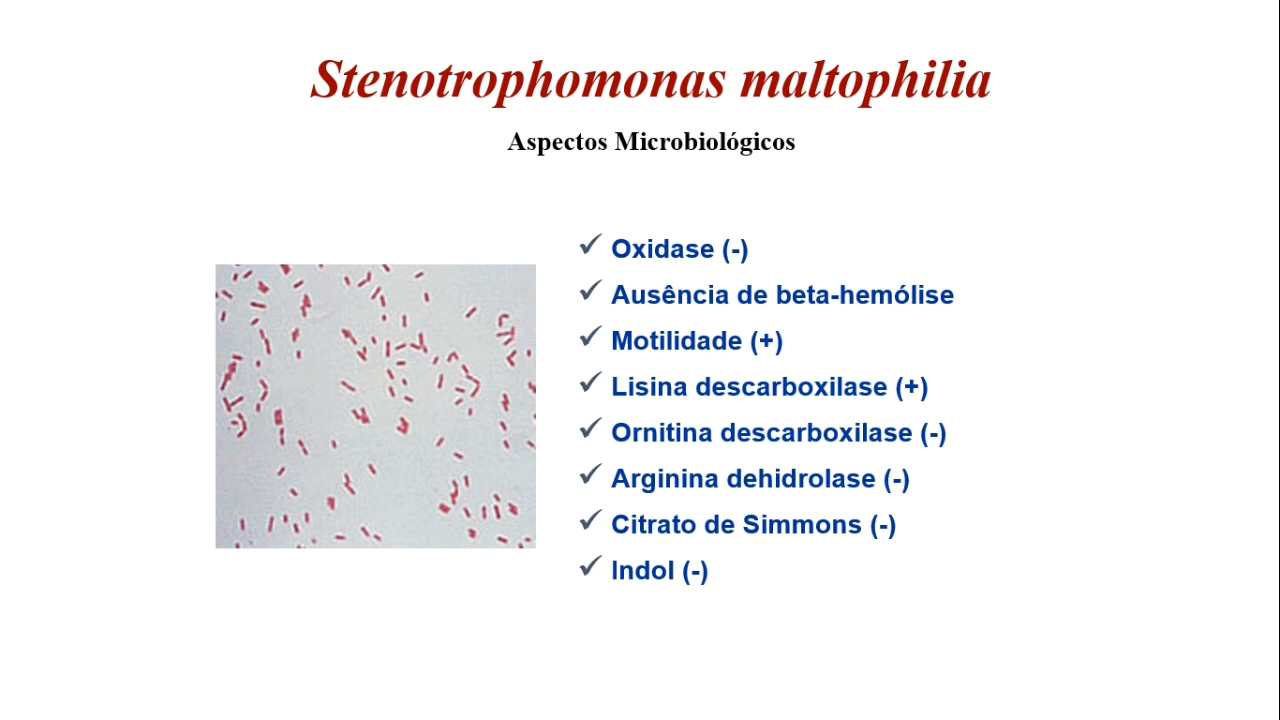 Stenotrophomonas maltophilia
Aspectos Microbiológicos
✓ Oxidase (-)
✓ Ausência de beta-hemólise
✓ Motilidade (+)
✓ Lisina descarboxilase (+)
✓ Ornitina descarboxilase (-)
✓ Arginina dehidrolase (-)
✓ Citrato de Simmons (-)
✓ Indol (-)